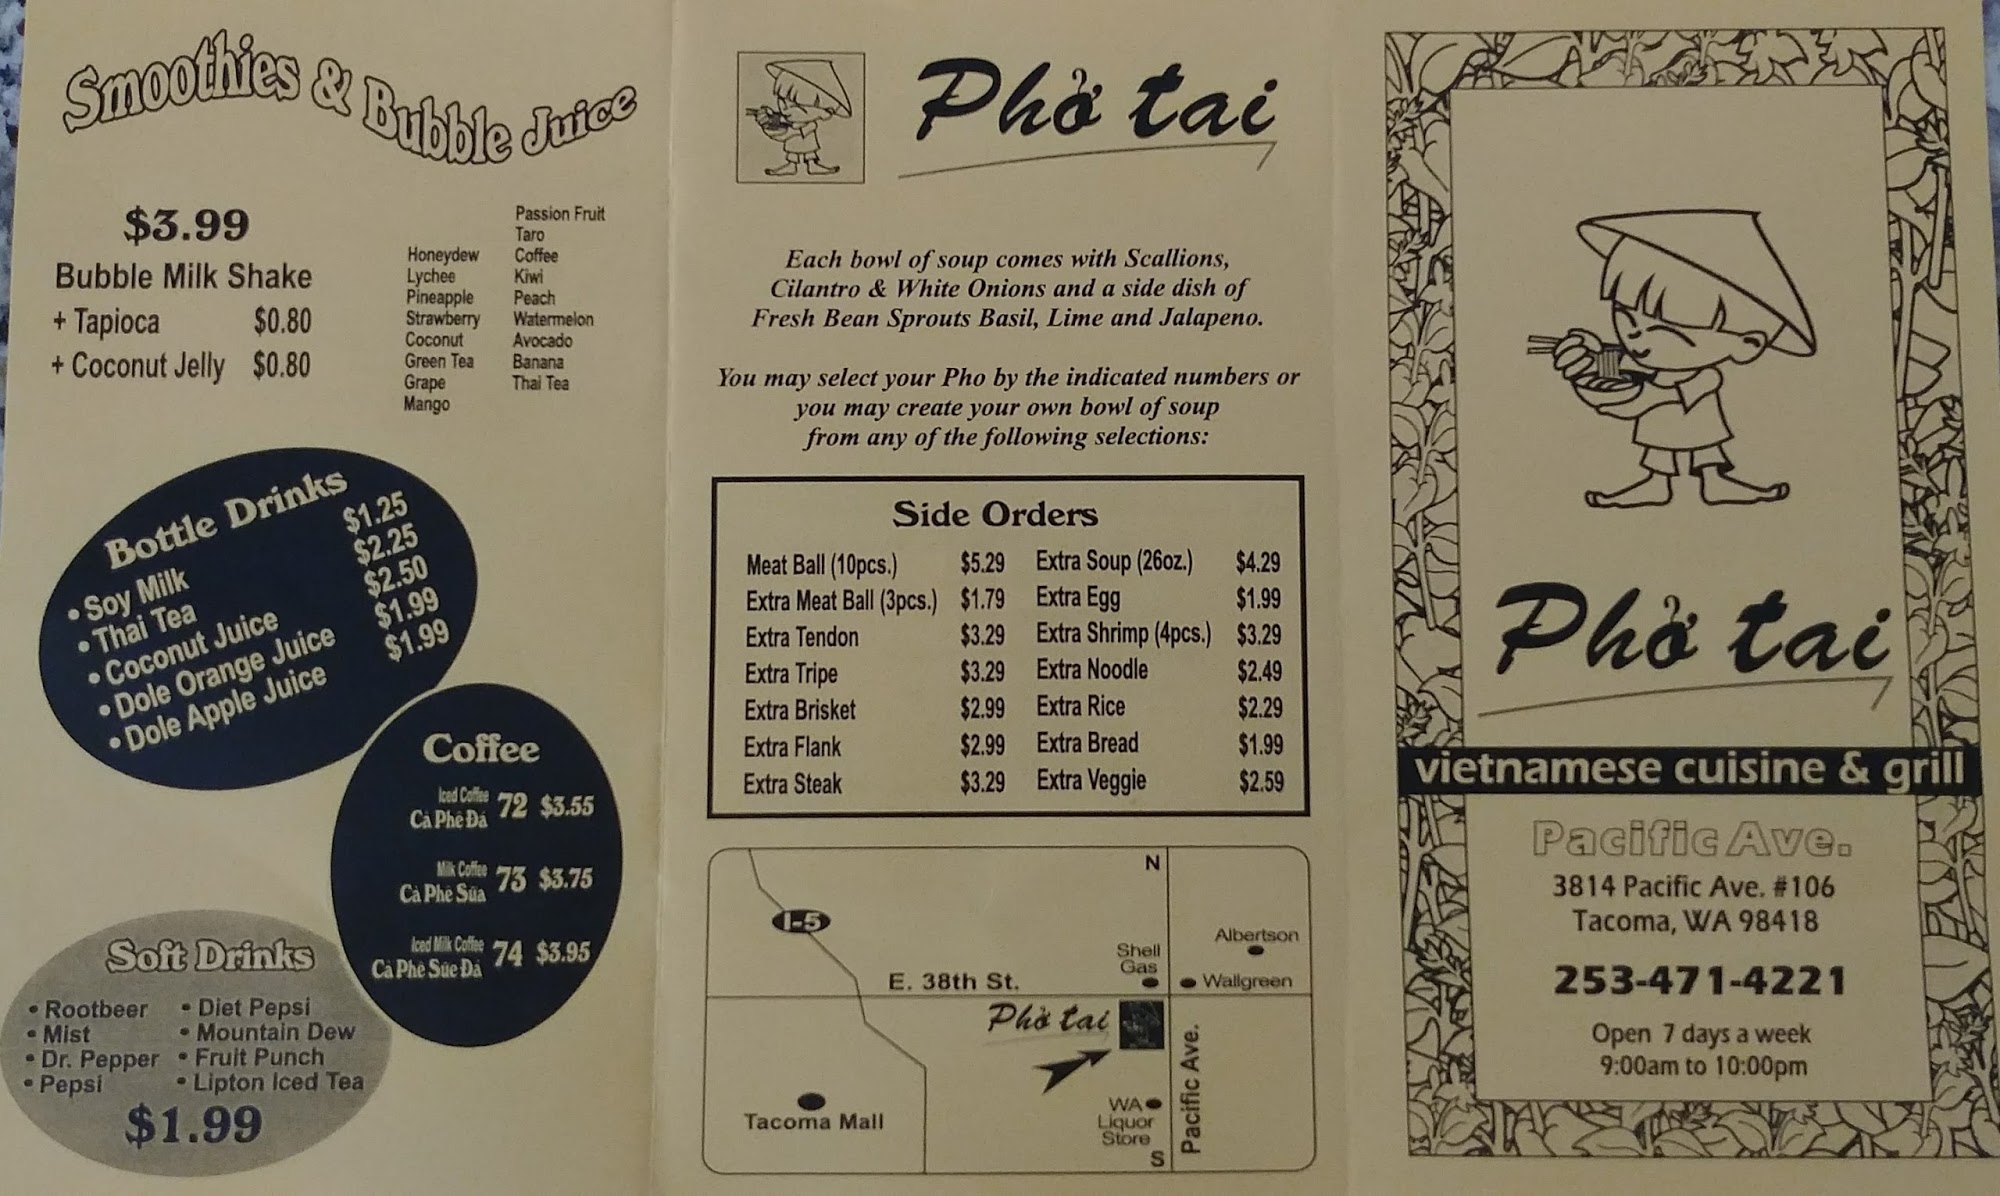 Smoothies & Bubble Juice
$3.99
Bubble Milk Shake
+ Tapioca $0.80
+ Coconut Jelly $0.80
Honeydew
Lychee
Pineapple
Strawberry
Coconut
Green Tea
Grape
Mango
Passion Fruit
Taro
Coffee
Kiwi
Peach
Watermelon
Avocado
Banana
Thai Tea
Bottle Drinks
• Soy Milk $1.25
• Thai Tea $2.25
• Coconut Juice $2.50
• Dole Orange Juice $1.99
• Dole Apple Juice $1.99
Coffee
Iced Coffee
Cà Phê Đá 72 $3.55
Milk Coffee
Cà Phê Sữa 73 $3.75
Iced Milk Coffee
Cà Phê Sữe Đá 74 $3.95
Soft Drinks
• Rootbeer
• Mist
• Dr. Pepper
• Pepsi
• Diet Pepsi
• Mountain Dew
• Fruit Punch
• Lipton Iced Tea
$1.99
Phở tai
Each bowl of soup comes with Scallions,
Cilantro & White Onions and a side dish of
Fresh Bean Sprouts Basil, Lime and Jalapeno.
You may select your Pho by the indicated numbers or
you may create your own bowl of soup
from any of the following selections:
Side Orders
Meat Ball (10pcs.) $5.29
Extra Meat Ball (3pcs.) $1.79
Extra Tendon $3.29
Extra Tripe $3.29
Extra Brisket $2.99
Extra Flank $2.99
Extra Steak $3.29
Extra Soup (26oz.) $4.29
Extra Egg $1.99
Extra Shrimp (4pcs.) $3.29
Extra Noodle $2.49
Extra Rice $2.29
Extra Bread $1.99
Extra Veggie $2.59
N
I-5
Albertson
Shell
Gas
Wallgreen
E. 38th St.
Phở tai
Pacific Ave.
Tacoma Mall
WA
Liquor
Store
S
Phở tai
vietnamese cuisine & grill
Pacific Ave.
3814 Pacific Ave. #106
Tacoma, WA 98418
253-471-4221
Open 7 days a week
9:00am to 10:00pm